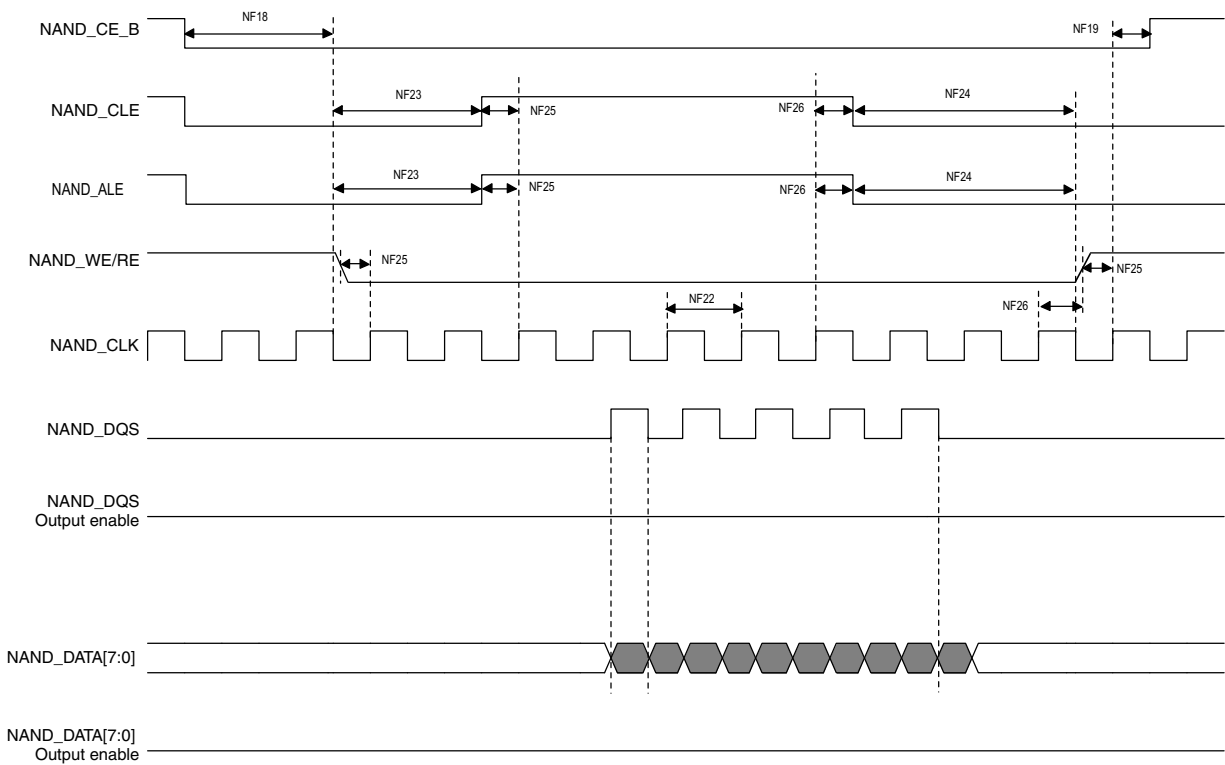 NAND_CE_B
NF18
NF19
NAND_CLE
NF23
NF25
NF26
NF24
NAND_ALE
NF23
NF25
NF26
NF24
NAND_WE/RE
NF25
NF25
NF22
NF26
NAND_CLK
NAND_DQS
NAND_DQS
Output enable
NAND_DATA[7:0]
NAND_DATA[7:0]
Output enable